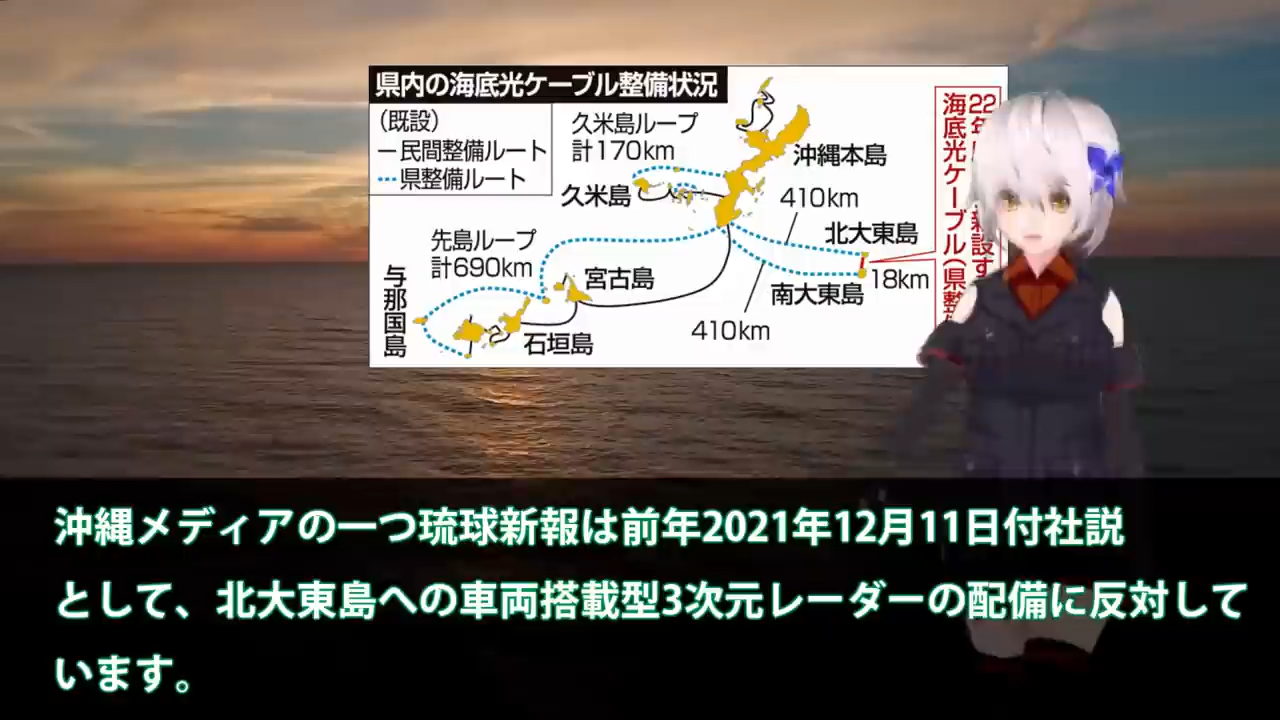 県内の海底光ケーブル整備状況
（既設）
民間整備ルート
県整備ルート
久米島ループ
計170km
沖縄本島
久米島
410km
北大東島
先島ループ
計690km
宮古島
18km
南大東島
与那国島
410km
石垣島
22年
海底光ケーブル（県整
沖縄メディアの一つ琉球新報は前年2021年12月11日付社説
として、北大東島への車両搭載型3次元レーダーの配備に反対して
います。